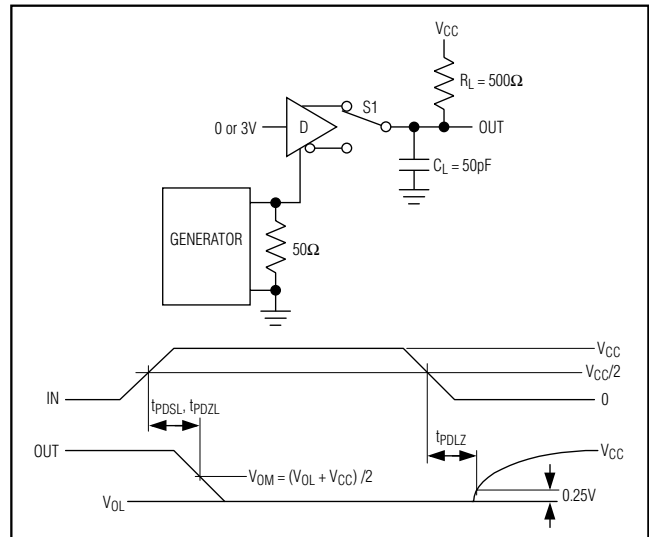 VCC
RL = 500Ω
S1
0 or 3V
D
OUT
CL = 50pF
GENERATOR
50Ω
VCC
VCC/2
IN
0
tPDSL, tPDZL
tPDLZ
OUT
VCC
VOM = (VOL + VCC) /2
0.25V
VOL